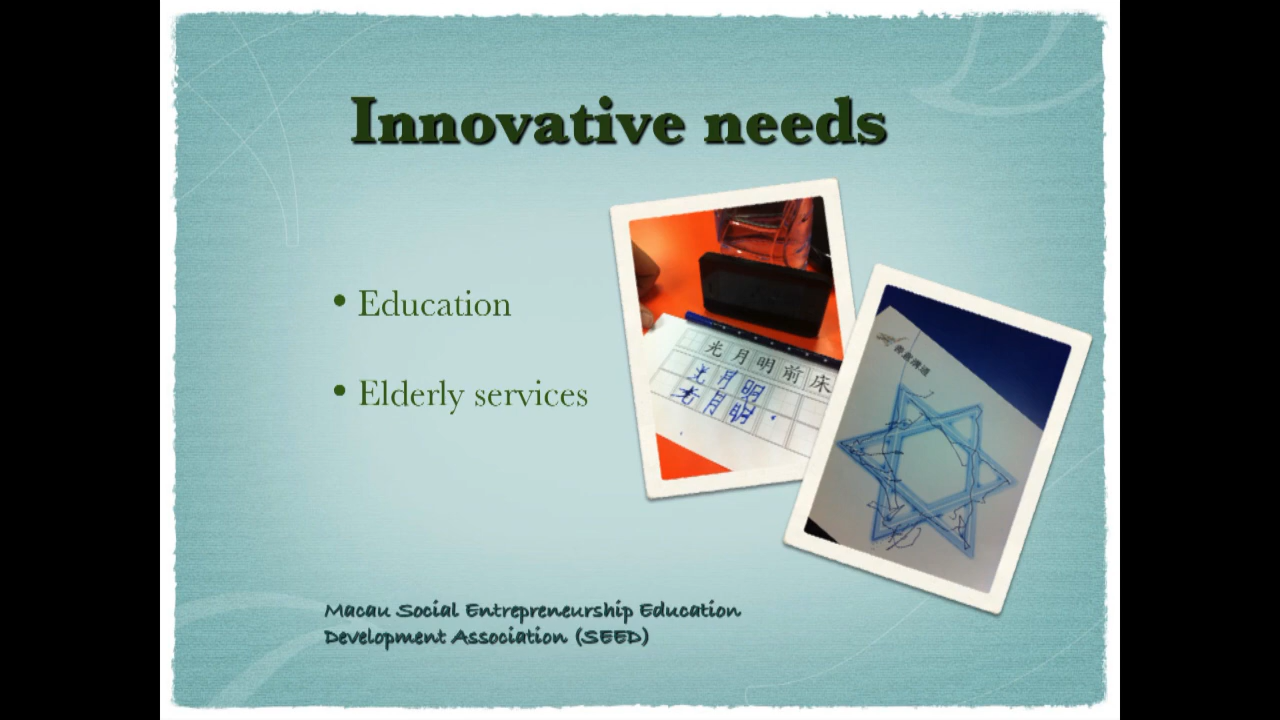 Innovative needs
• Education
• Elderly services
光月明前床
光月明
光月明
Macau Social Entrepreneurship Education
Development Association (SEED)